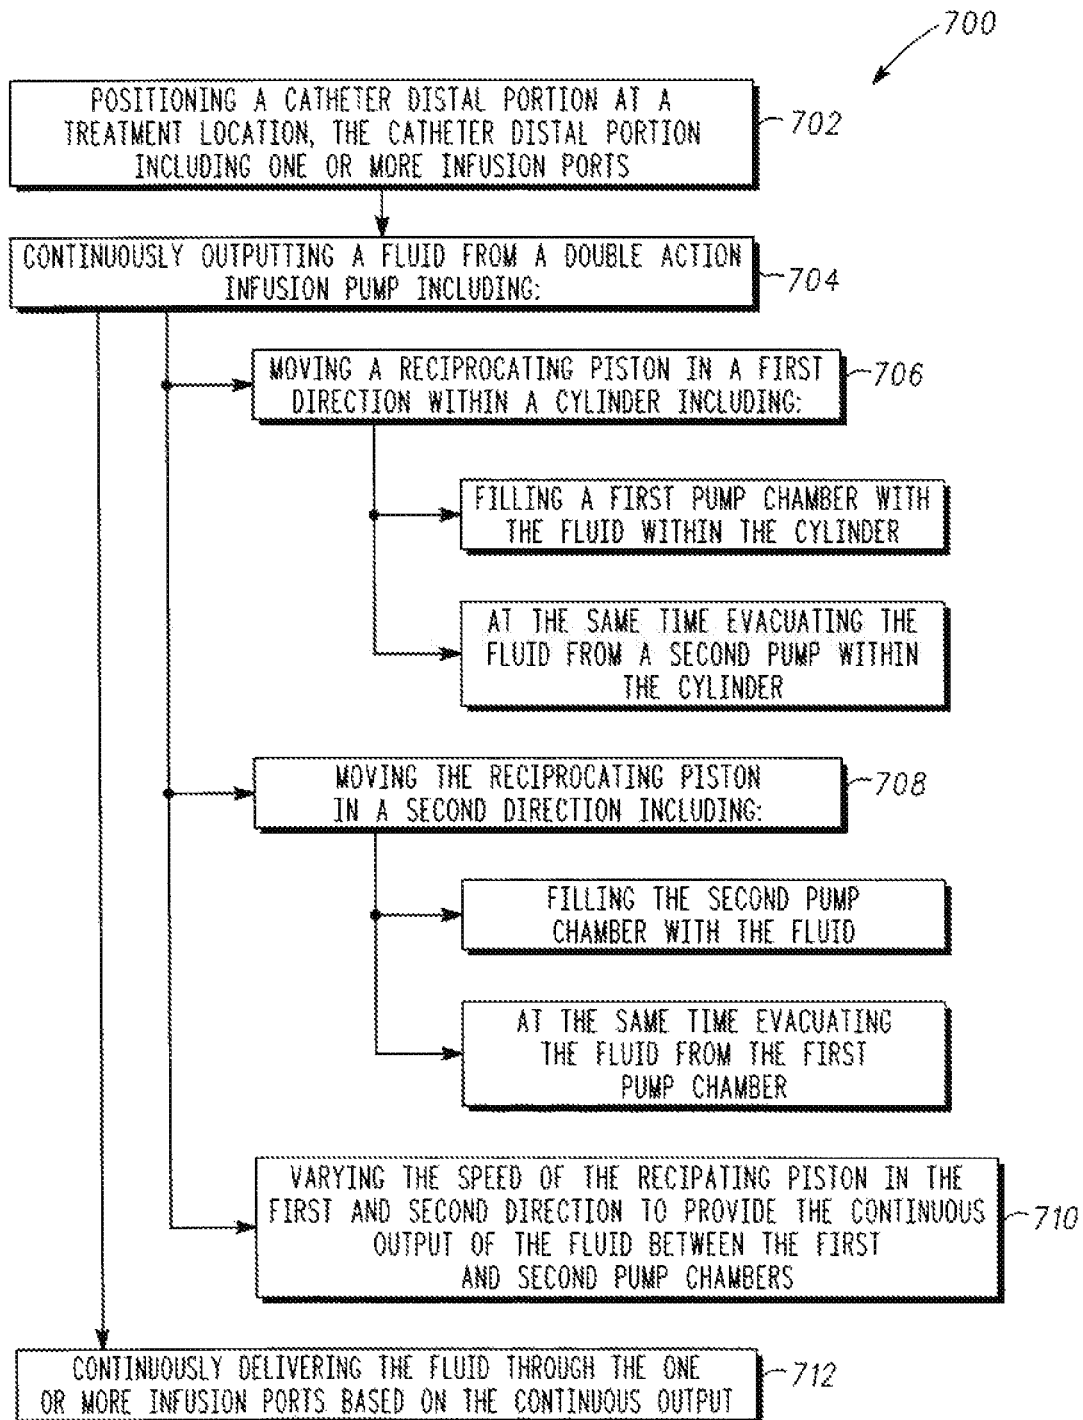 700
POSITIONING A CATHETER DISTAL PORTION AT A
TREATMENT LOCATION, THE CATHETER DISTAL PORTION
INCLUDING ONE OR MORE INFUSION PORTS
702
CONTINUOUSLY OUTPUTTING A FLUID FROM A DOUBLE ACTION
INFUSION PUMP INCLUDING:
704
MOVING A RECIPROCATING PISTON IN A FIRST
DIRECTION WITHIN A CYLINDER INCLUDING:
706
FILLING A FIRST PUMP CHAMBER WITH
THE FLUID WITHIN THE CYLINDER
AT THE SAME TIME EVACUATING THE
FLUID FROM A SECOND PUMP WITHIN
THE CYLINDER
MOVING THE RECIPROCATING PISTON
IN A SECOND DIRECTION INCLUDING:
708
FILLING THE SECOND PUMP
CHAMBER WITH THE FLUID
AT THE SAME TIME EVACUATING
THE FLUID FROM THE FIRST
PUMP CHAMBER
VARYING THE SPEED OF THE RECIPATING PISTON IN THE
FIRST AND SECOND DIRECTION TO PROVIDE THE CONTINUOUS
OUTPUT OF THE FLUID BETWEEN THE FIRST
AND SECOND PUMP CHAMBERS
710
CONTINUOUSLY DELIVERING THE FLUID THROUGH THE ONE
OR MORE INFUSION PORTS BASED ON THE CONTINUOUS OUTPUT
712